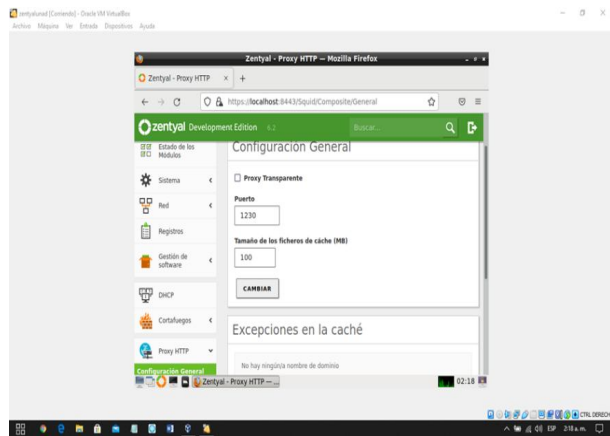 zentyalunad [Corriendo] - Oracle VM VirtualBox
Archivo Máquina Ver Entrada Dispositivos Ayuda
Zentyal - Proxy HTTP — Mozilla Firefox
Zentyal - Proxy HTTP × +
https://localhost:8443/Squid/Composite/General
zentyal Development Edition 6.2 Buscar...
Estado de los Módulos
Sistema
Red
Registros
Gestión de software
DHCP
Cortafuegos
Proxy HTTP
Configuración General
Configuración General
Proxy Transparente
Puerto
1230
Tamaño de los ficheros de cáche (MB)
100
CAMBIAR
Excepciones en la caché
No hay ningún/a nombre de dominio
Zentyal - Proxy HTTP — ...
02:18
CTRL DERECHA
ESP 2:18 a. m.